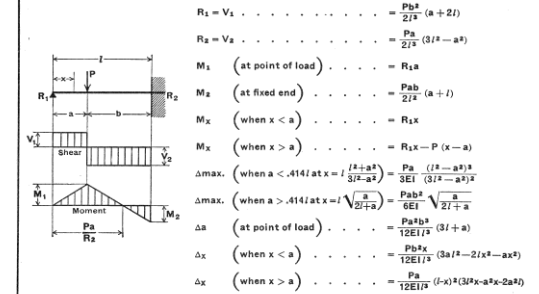 R₁ = V₁ . . . . . . . . . = Pb²/2l³ (a + 2l)
R₂ = V₂ . . . . . . . . . = Pa/2l³ (3l² − a²)
M₁ (at point of load) . . . . = R₁a
M₂ (at fixed end) . . . . = Pab/2l² (a + l)
Mx (when x < a) . . . . . = R₁x
Mx (when x > a) . . . . . = R₁x − P (x − a)
Δmax. (when a < .414l at x = l (l²+a²)/(3l²−a²)) = Pa/3EI (l² − a²)³/(3l² − a²)²
Δmax. (when a > .414l at x = l √(a/(2l+a))) = Pab²/6EI √(a/(2l + a))
Δa (at point of load) . . . . = Pa²b³/12EIl³ (3l + a)
Δx (when x < a) . . . . . = Pb²x/12EIl³ (3al² − 2lx² − ax²)
Δx (when x > a) . . . . . = Pa/12EIl³ (l−x)²(3l²x−a²x−2a²l)
l
x
P
R₁
R₂
a
b
V₁
Shear
V₂
M₁
Moment
M₂
Pa/R₂